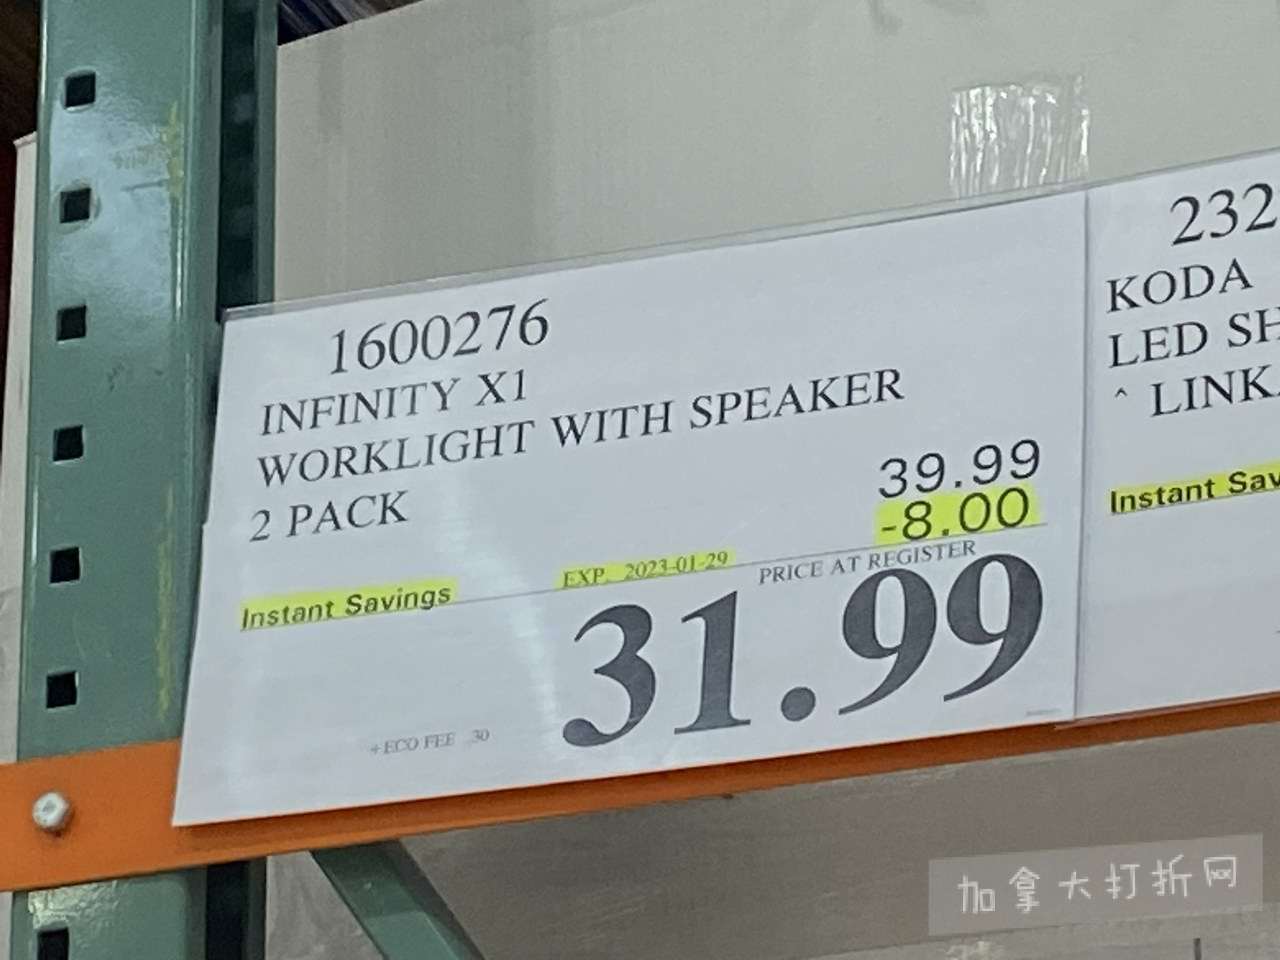 1600276
INFINITY X1
WORKLIGHT WITH SPEAKER
2 PACK
39.99
-8.00
Instant Savings
EXP. 2023-01-29
PRICE AT REGISTER
31.99
+ECO FEE .30
232
KODA
LED SH
^ LINK
Instant Sav
加拿大打折网